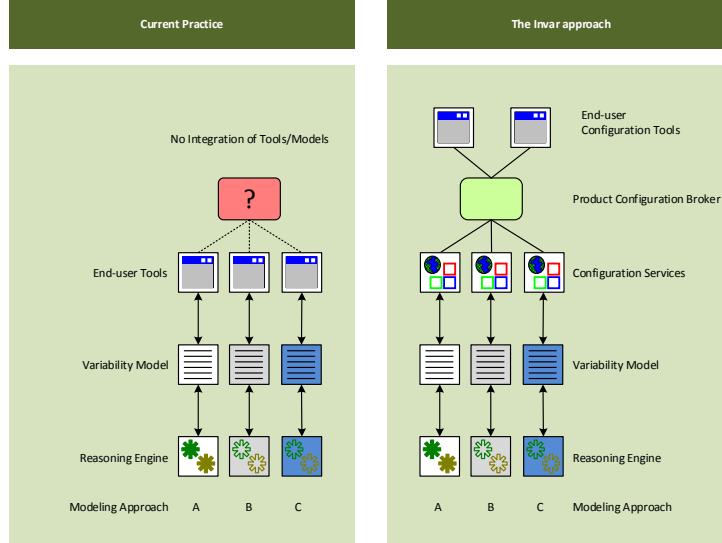 Current Practice
No Integration of Tools/Models
?
End-user Tools
Variability Model
Reasoning Engine
Modeling Approach A B C
The Invar approach
End-user
Configuration Tools
Product Configuration Broker
Configuration Services
Variability Model
Reasoning Engine
A B C Modeling Approach